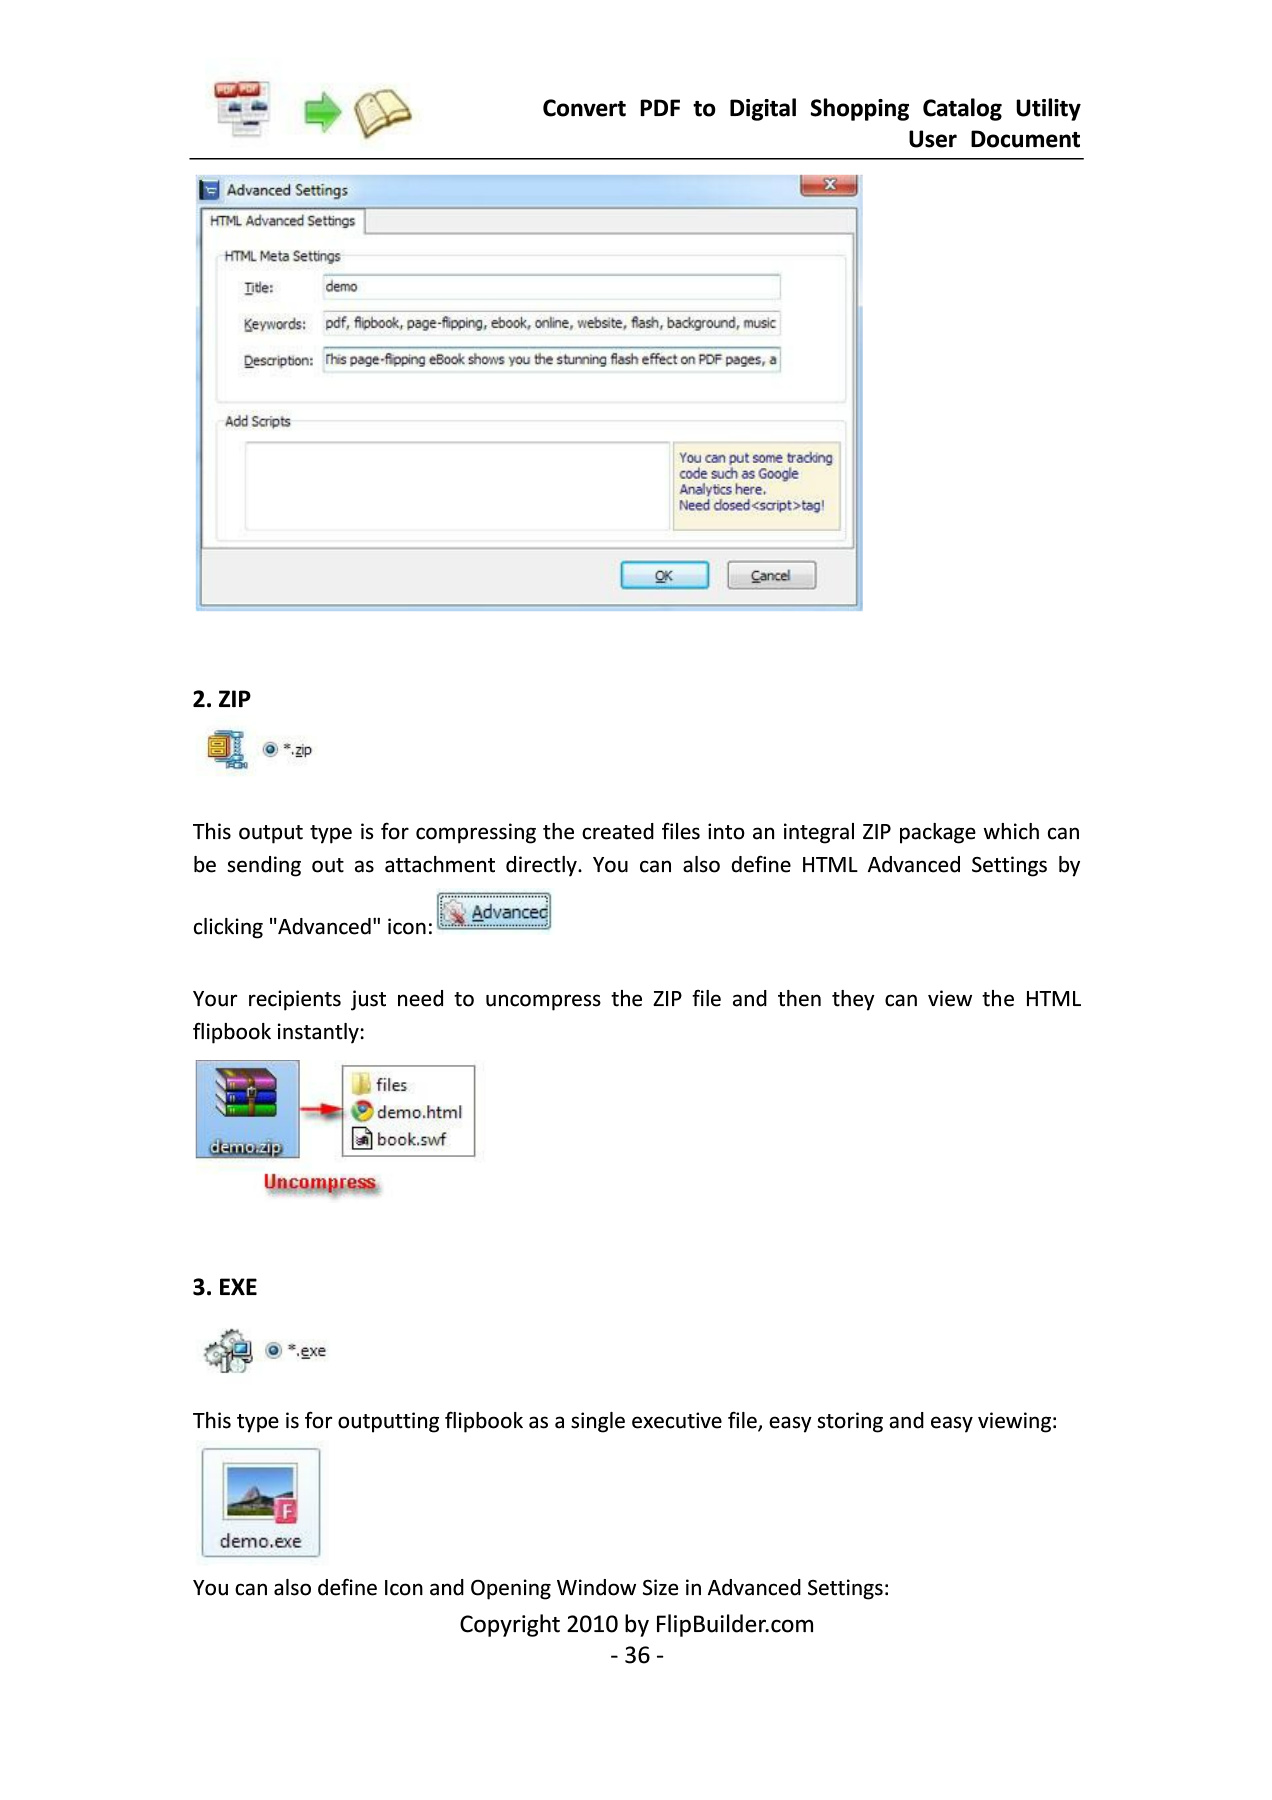 PDF PDF
Convert PDF to Digital Shopping Catalog Utility
User Document
Advanced Settings
HTML Advanced Settings
HTML Meta Settings
Title: demo
Keywords: pdf, flipbook, page-flipping, ebook, online, website, flash, background, music
Description: This page-flipping eBook shows you the stunning flash effect on PDF pages, a
Add Scripts
You can put some tracking
code such as Google
Analytics here.
Need closed<script>tag!
OK Cancel
2. ZIP
*.zip
This output type is for compressing the created files into an integral ZIP package which can
be sending out as attachment directly. You can also define HTML Advanced Settings by
clicking "Advanced" icon: Advanced
Your recipients just need to uncompress the ZIP file and then they can view the HTML
flipbook instantly:
files
demo.html
book.swf
demo.zip
Uncompress
3. EXE
*.exe
This type is for outputting flipbook as a single executive file, easy storing and easy viewing:
F
demo.exe
You can also define Icon and Opening Window Size in Advanced Settings:
Copyright 2010 by FlipBuilder.com
- 36 -